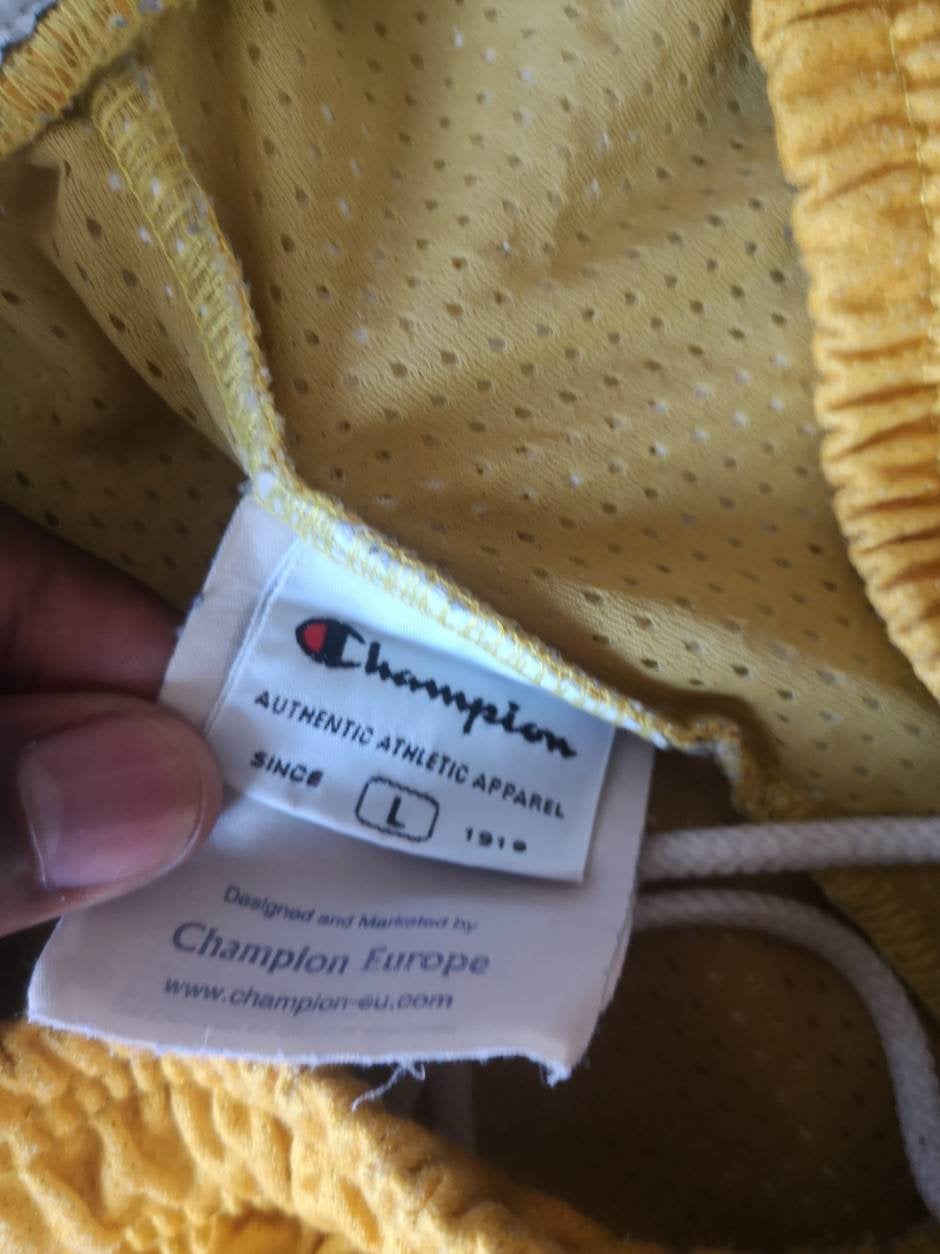 Champion
AUTHENTIC ATHLETIC APPAREL
SINCE L 1919
Designed and Marketed by
Champion Europe
www.champion-eu.com